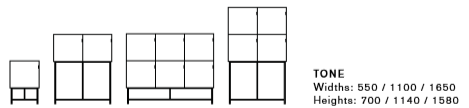 TONE
Widths: 550 / 1100 / 1650
Heights: 700 / 1140 / 1580